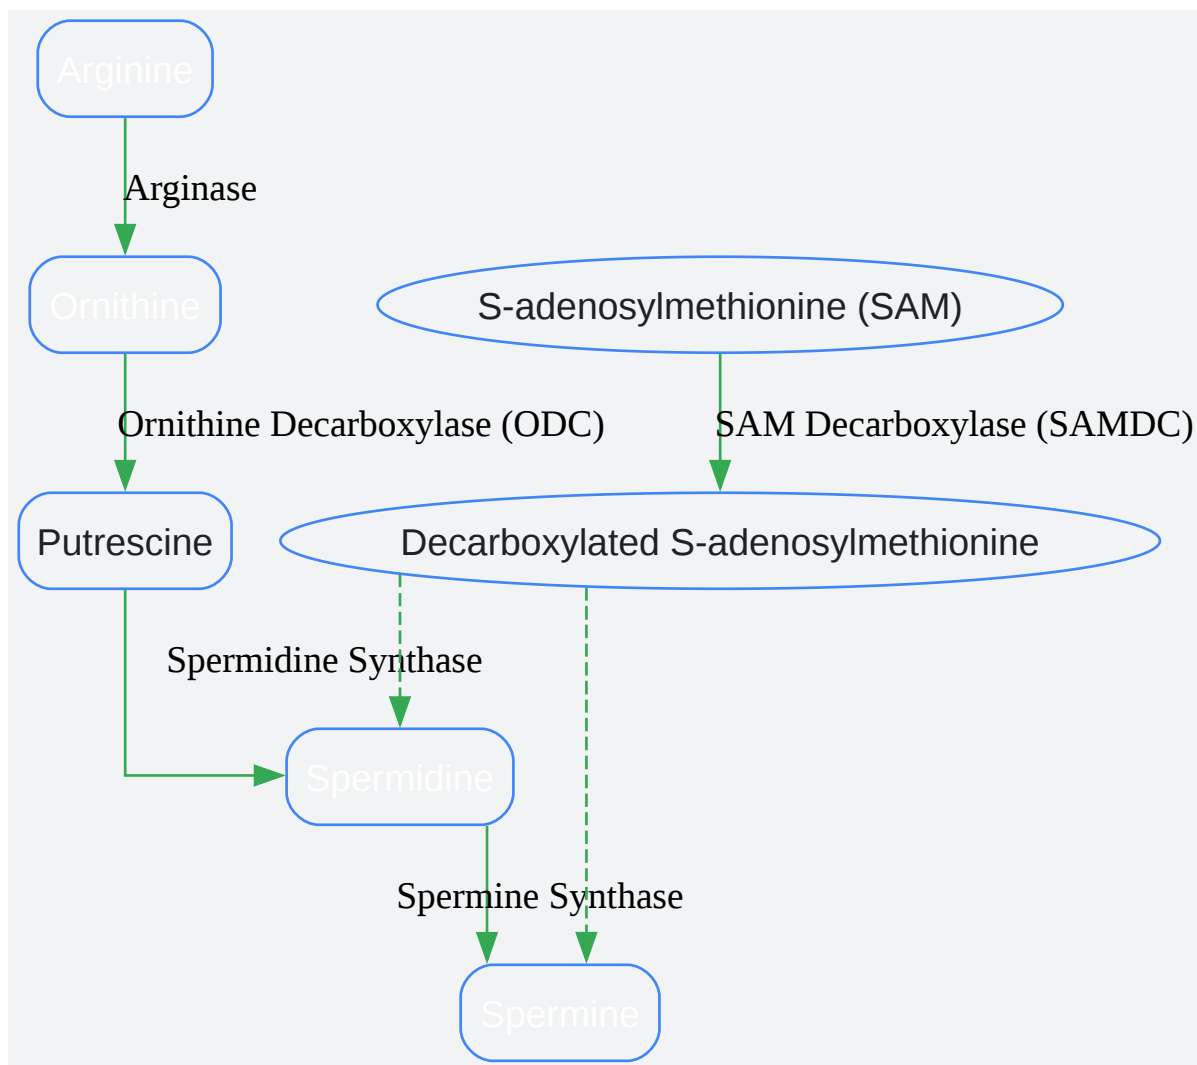 Arginine
Arginase
Ornithine
S-adenosylmethionine (SAM)
Ornithine Decarboxylase (ODC)
SAM Decarboxylase (SAMDC)
Putrescine
Decarboxylated S-adenosylmethionine
Spermidine Synthase
Spermidine
Spermine Synthase
Spermine